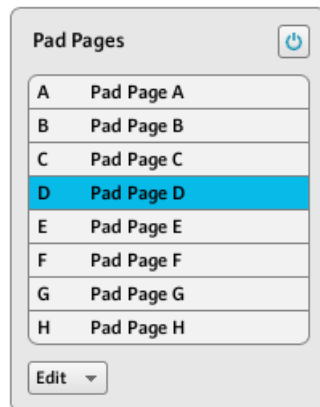 Pad Pages
A Pad Page A
B Pad Page B
C Pad Page C
D Pad Page D
E Pad Page E
F Pad Page F
G Pad Page G
H Pad Page H
Edit